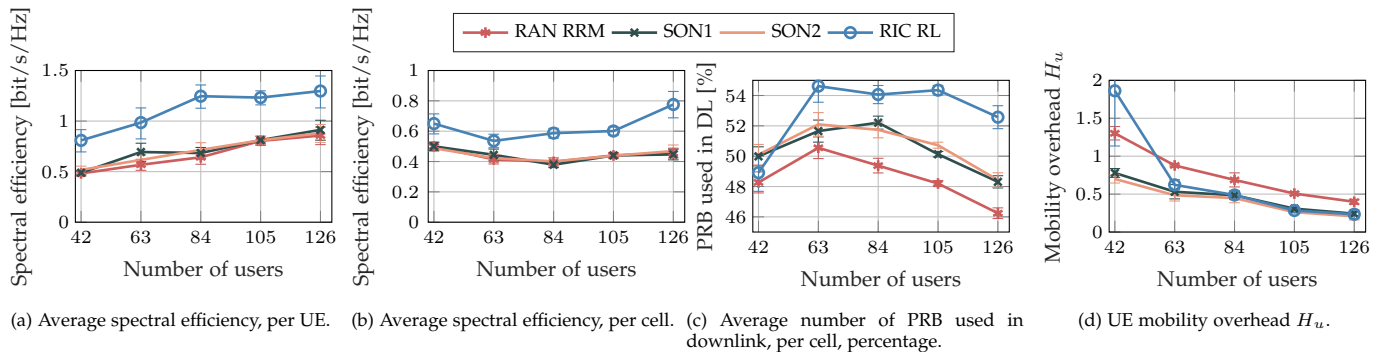 RAN RRM SON1 SON2 RIC RL
Spectral efficiency [bit/s/Hz]
1.5
1
0.5
0
42 63 84 105 126
Number of users
(a) Average spectral efficiency, per UE.
Spectral efficiency [bit/s/Hz]
1
0.8
0.6
0.4
0.2
0
42 63 84 105 126
Number of users
(b) Average spectral efficiency, per cell.
PRB used in DL [%]
54
52
50
48
46
42 63 84 105 126
Number of users
(c) Average number of PRB used in
downlink, per cell, percentage.
Mobility overhead Hu
2
1.5
1
0.5
0
42 63 84 105 126
Number of users
(d) UE mobility overhead Hu.